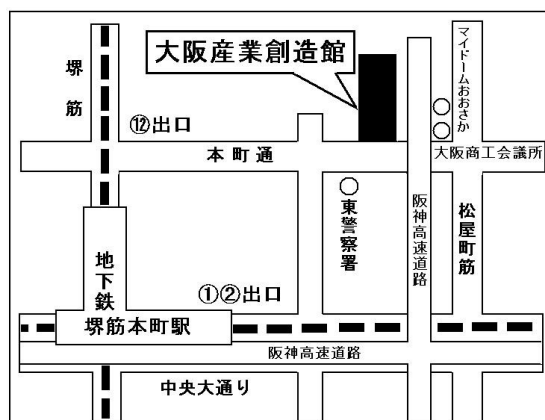 大阪産業創造館
マイドームおおさか
堺筋
⑫出口
本町通
大阪商工会議所
東警察署
阪神高速道路
松屋町筋
地下鉄
①②出口
堺筋本町駅
阪神高速道路
中央大通り